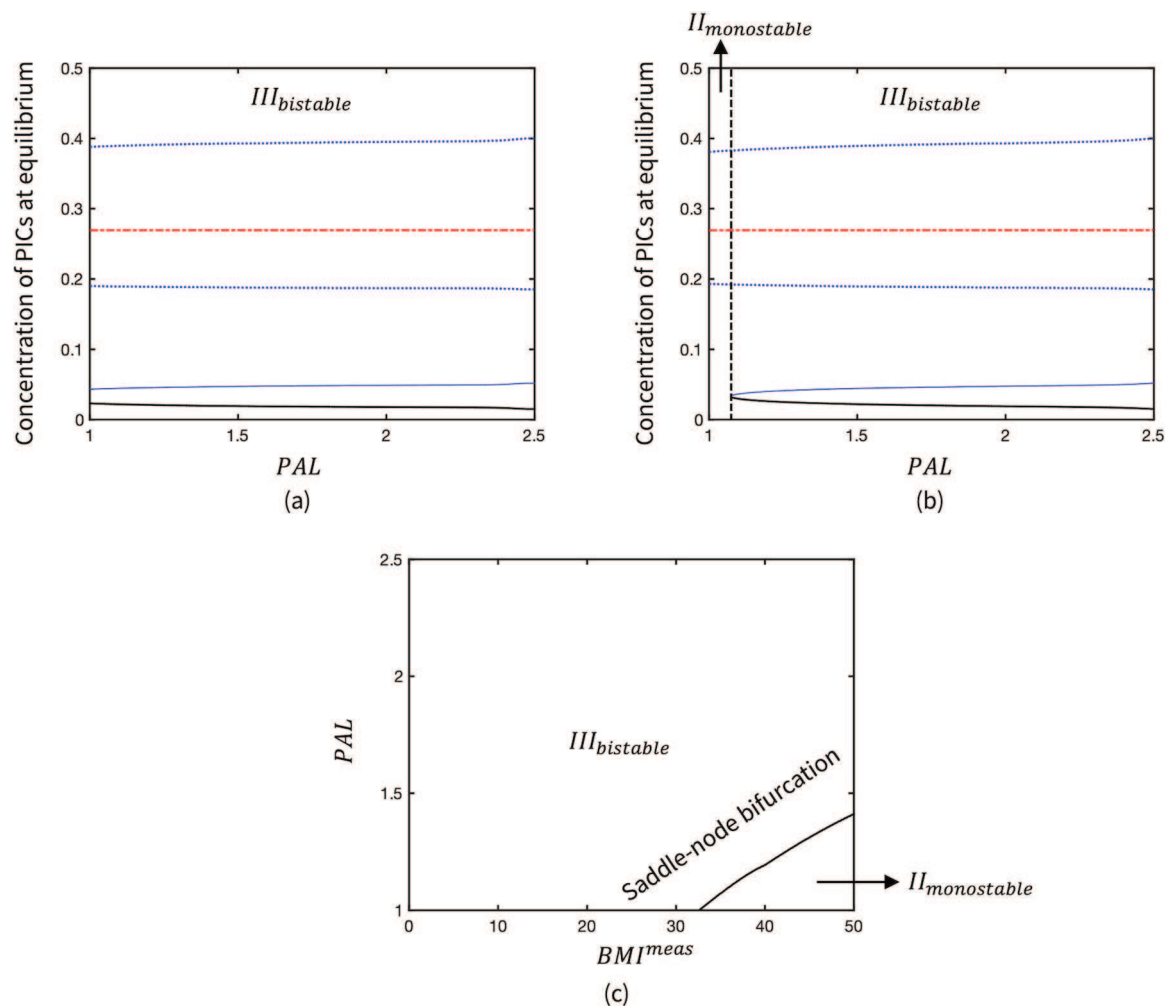 II_monostable
0.5
0.4
0.3
0.2
0.1
0
1
1.5
2
2.5
Concentration of PICs at equilibrium
III_bistable
PAL
(a)
0.5
0.4
0.3
0.2
0.1
0
1
1.5
2
2.5
Concentration of PICs at equilibrium
III_bistable
PAL
(b)
2.5
2
1.5
1
0
10
20
30
40
50
PAL
III_bistable
Saddle-node bifurcation
II_monostable
BMI^meas
(c)